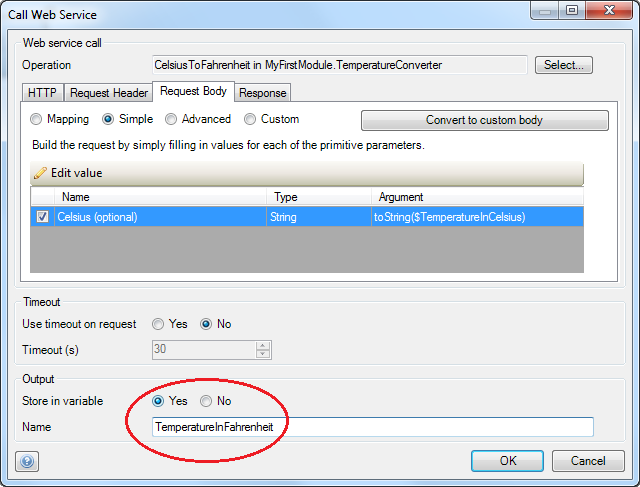 Call Web Service
Web service call
Operation CelsiusToFahrenheit in MyFirstModule.TemperatureConverter Select...
HTTP Request Header Request Body Response
Mapping Simple Advanced Custom Convert to custom body
Build the request by simply filling in values for each of the primitive parameters.
Edit value
Name Type Argument
Celsius (optional) String toString($TemperatureInCelsius)
Timeout
Use timeout on request Yes No
Timeout (s) 30
Output
Store in variable Yes No
Name TemperatureInFahrenheit
? OK Cancel